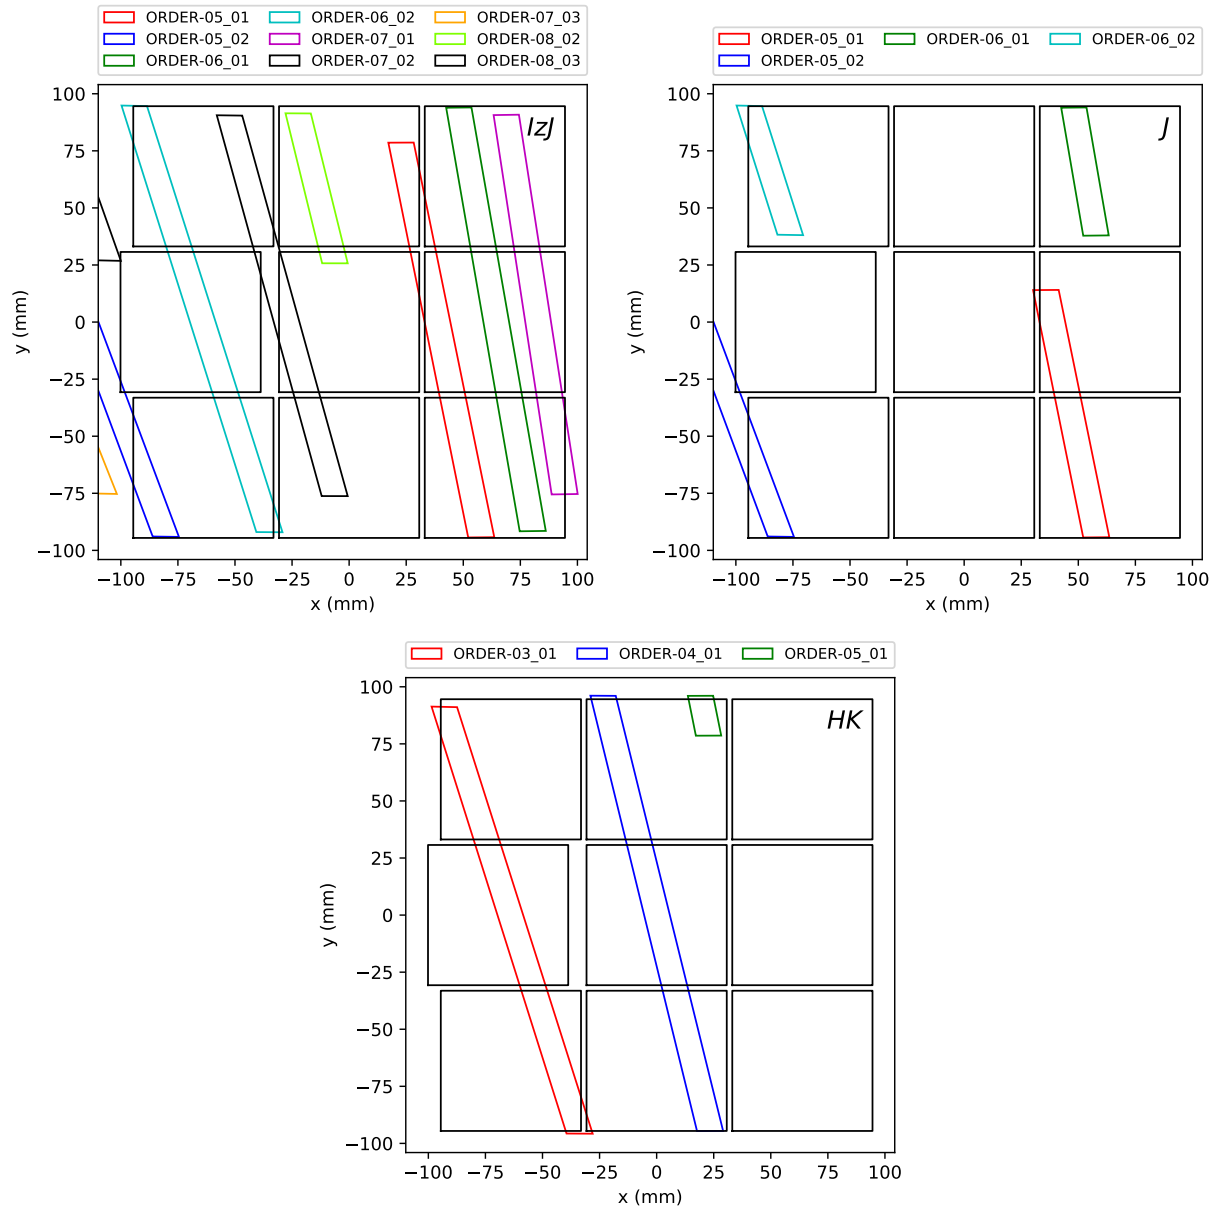 ORDER-05_01 ORDER-06_02 ORDER-07_03
ORDER-05_02 ORDER-07_01 ORDER-08_02
ORDER-06_01 ORDER-07_02 ORDER-08_03
IzJ
100
75
50
25
0
−25
−50
−75
−100
y (mm)
−100 −75 −50 −25 0 25 50 75 100
x (mm)
ORDER-05_01 ORDER-06_01 ORDER-06_02
ORDER-05_02
J
100
75
50
25
0
−25
−50
−75
−100
y (mm)
−100 −75 −50 −25 0 25 50 75 100
x (mm)
ORDER-03_01 ORDER-04_01 ORDER-05_01
HK
100
75
50
25
0
−25
−50
−75
−100
y (mm)
−100 −75 −50 −25 0 25 50 75 100
x (mm)